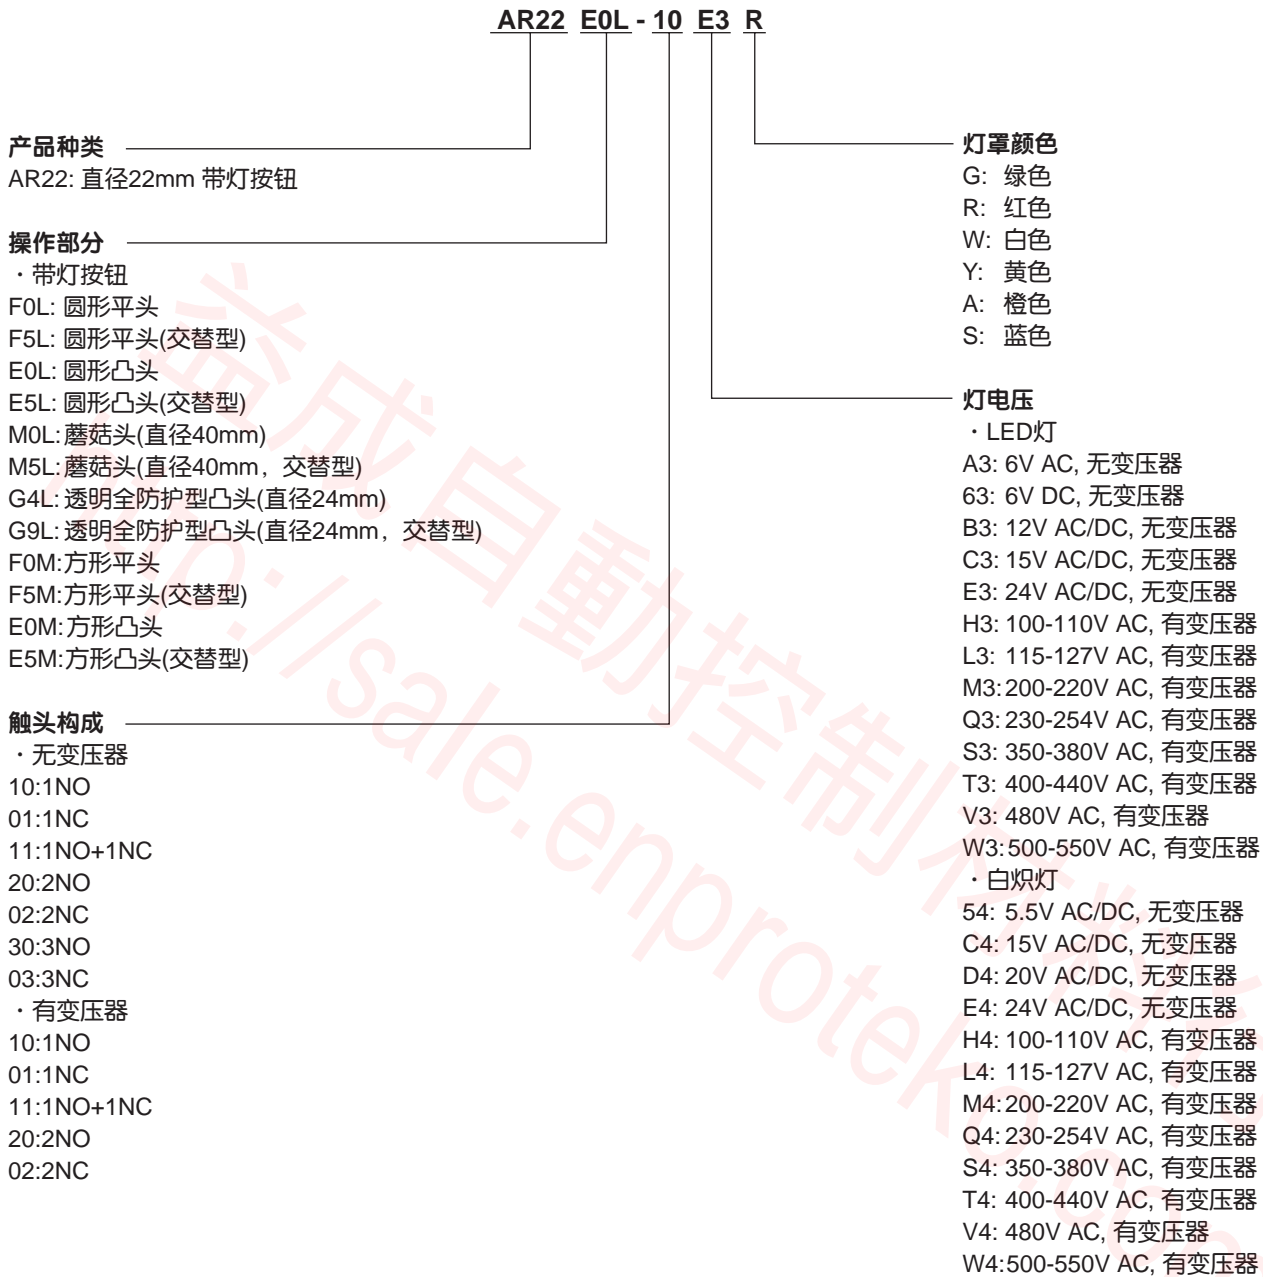 AR22 E0L - 10 E3 R
产品种类
AR22: 直径22mm 带灯按钮
操作部分
・带灯按钮
F0L: 圆形平头
F5L: 圆形平头(交替型)
E0L: 圆形凸头
E5L: 圆形凸头(交替型)
M0L:蘑菇头(直径40mm)
M5L:蘑菇头(直径40mm，交替型)
G4L: 透明全防护型凸头(直径24mm)
G9L: 透明全防护型凸头(直径24mm，交替型)
F0M:方形平头
F5M:方形平头(交替型)
E0M:方形凸头
E5M:方形凸头(交替型)
触头构成
・无变压器
10:1NO
01:1NC
11:1NO+1NC
20:2NO
02:2NC
30:3NO
03:3NC
・有变压器
10:1NO
01:1NC
11:1NO+1NC
20:2NO
02:2NC
灯罩颜色
G: 绿色
R: 红色
W: 白色
Y: 黄色
A: 橙色
S: 蓝色
灯电压
・LED灯
A3: 6V AC, 无变压器
63: 6V DC, 无变压器
B3: 12V AC/DC, 无变压器
C3: 15V AC/DC, 无变压器
E3: 24V AC/DC, 无变压器
H3: 100-110V AC, 有变压器
L3: 115-127V AC, 有变压器
M3:200-220V AC, 有变压器
Q3:230-254V AC, 有变压器
S3: 350-380V AC, 有变压器
T3: 400-440V AC, 有变压器
V3: 480V AC, 有变压器
W3:500-550V AC, 有变压器
・白炽灯
54: 5.5V AC/DC, 无变压器
C4: 15V AC/DC, 无变压器
D4: 20V AC/DC, 无变压器
E4: 24V AC/DC, 无变压器
H4: 100-110V AC, 有变压器
L4: 115-127V AC, 有变压器
M4:200-220V AC, 有变压器
Q4:230-254V AC, 有变压器
S4: 350-380V AC, 有变压器
T4: 400-440V AC, 有变压器
V4: 480V AC, 有变压器
W4:500-550V AC, 有变压器
益成自動控制材料
http://sale.enproteko.com